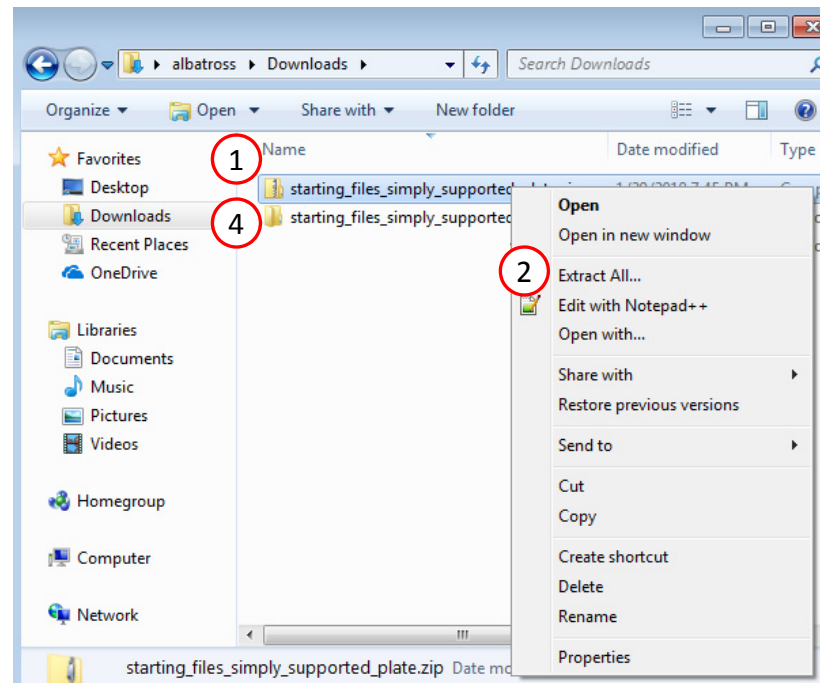 albatross Downloads Search Downloads
Organize Open Share with New folder
Name Date modified Type
1
Favorites
Desktop
Downloads
Recent Places
OneDrive
Libraries
Documents
Music
Pictures
Videos
Homegroup
Computer
Network
starting_files_simply_supported
4
starting_files_simply_supported
Open
Open in new window
2
Extract All...
Edit with Notepad++
Open with...
Share with
Restore previous versions
Send to
Cut
Copy
Create shortcut
Delete
Rename
Properties
starting_files_simply_supported_plate.zip Date mo